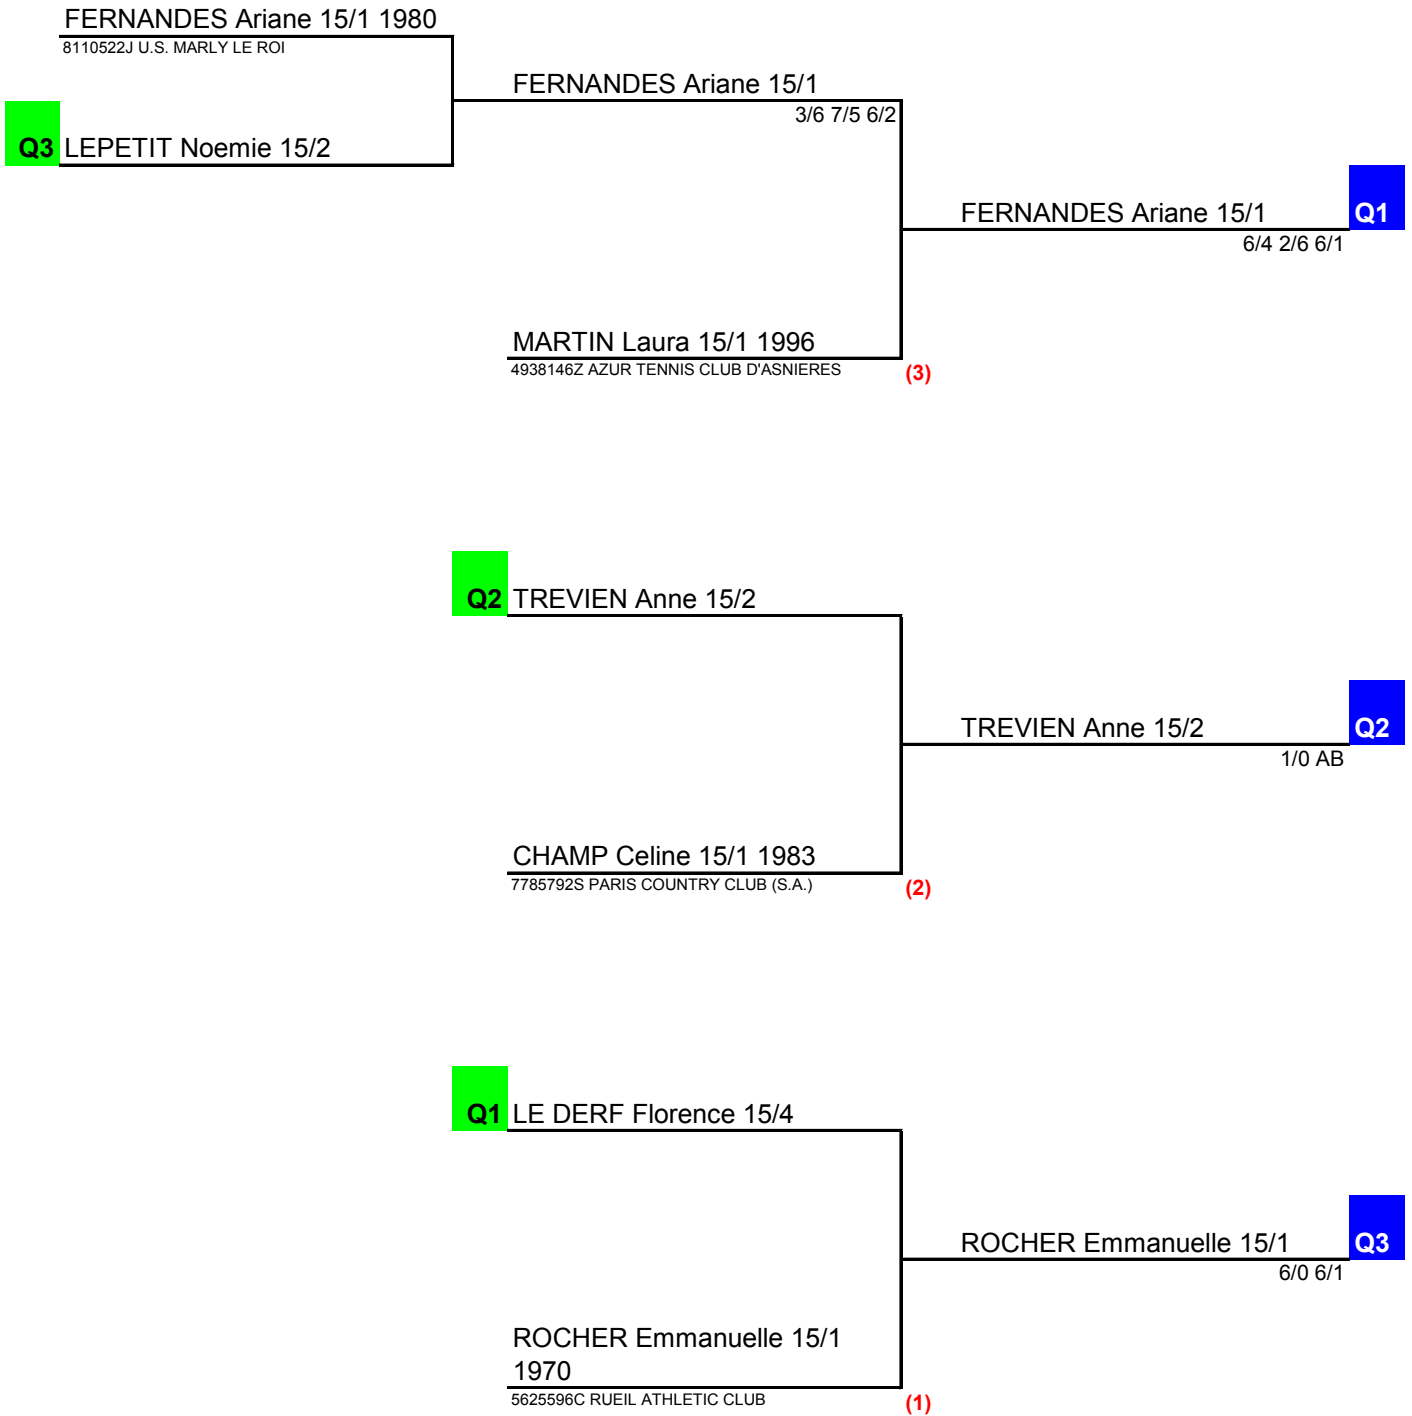 FERNANDES Ariane 15/1 1980
8110522J U.S. MARLY LE ROI
FERNANDES Ariane 15/1
3/6 7/5 6/2
Q3 LEPETIT Noemie 15/2
FERNANDES Ariane 15/1 Q1
6/4 2/6 6/1
MARTIN Laura 15/1 1996
4938146Z AZUR TENNIS CLUB D'ASNIERES (3)
Q2 TREVIEN Anne 15/2
TREVIEN Anne 15/2 Q2
1/0 AB
CHAMP Celine 15/1 1983
7785792S PARIS COUNTRY CLUB (S.A.) (2)
Q1 LE DERF Florence 15/4
ROCHER Emmanuelle 15/1 Q3
6/0 6/1
ROCHER Emmanuelle 15/1
1970
5625596C RUEIL ATHLETIC CLUB (1)